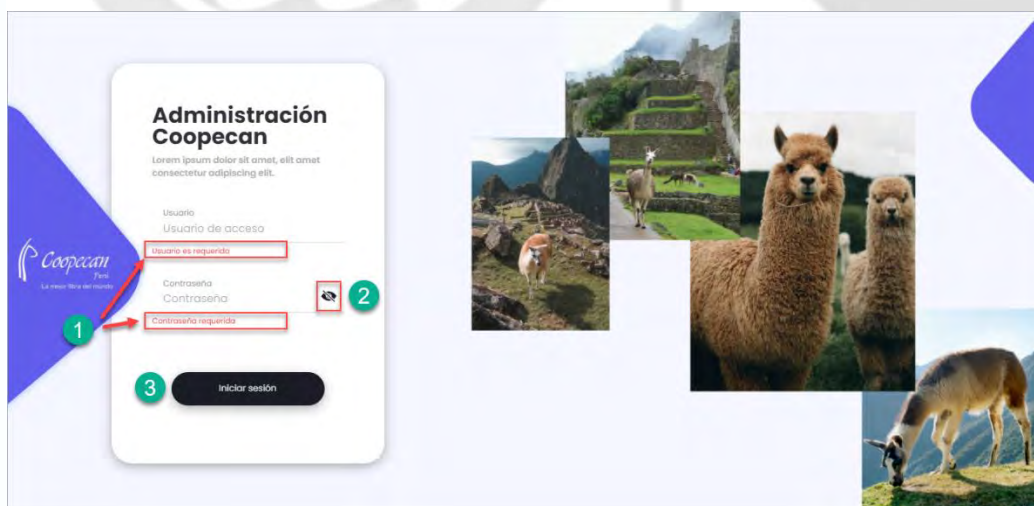 Administración
Coopecan
Lorem ipsum dolor sit amet, elit amet
consectetur adipiscing elit.
Usuario
Usuario de acceso
Usuario es requerido
Coopecan
Perú
La mejor fibra del mundo
Contraseña
Contraseña
2
Contraseña requerida
1
3
Iniciar sesión